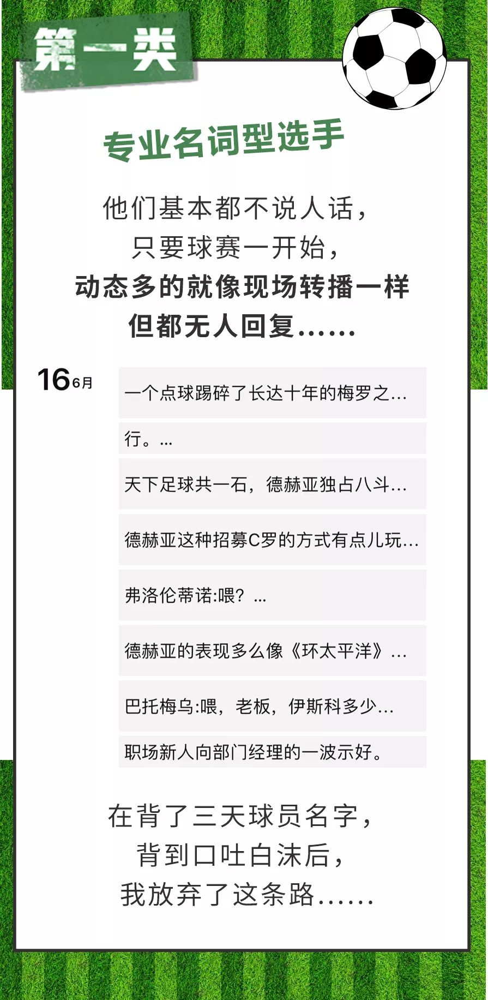 第一类
专业名词型选手
他们基本都不说人话，
只要球赛一开始，
动态多的就像现场转播一样
但都无人回复……
16 6月
一个点球踢碎了长达十年的梅罗之...
行。...
天下足球共一石，德赫亚独占八斗...
德赫亚这种招募C罗的方式有点儿玩...
弗洛伦蒂诺:喂？...
德赫亚的表现多么像《环太平洋》...
巴托梅乌:喂，老板，伊斯科多少...
职场新人向部门经理的一波示好。
在背了三天球员名字，
背到口吐白沫后，
我放弃了这条路……